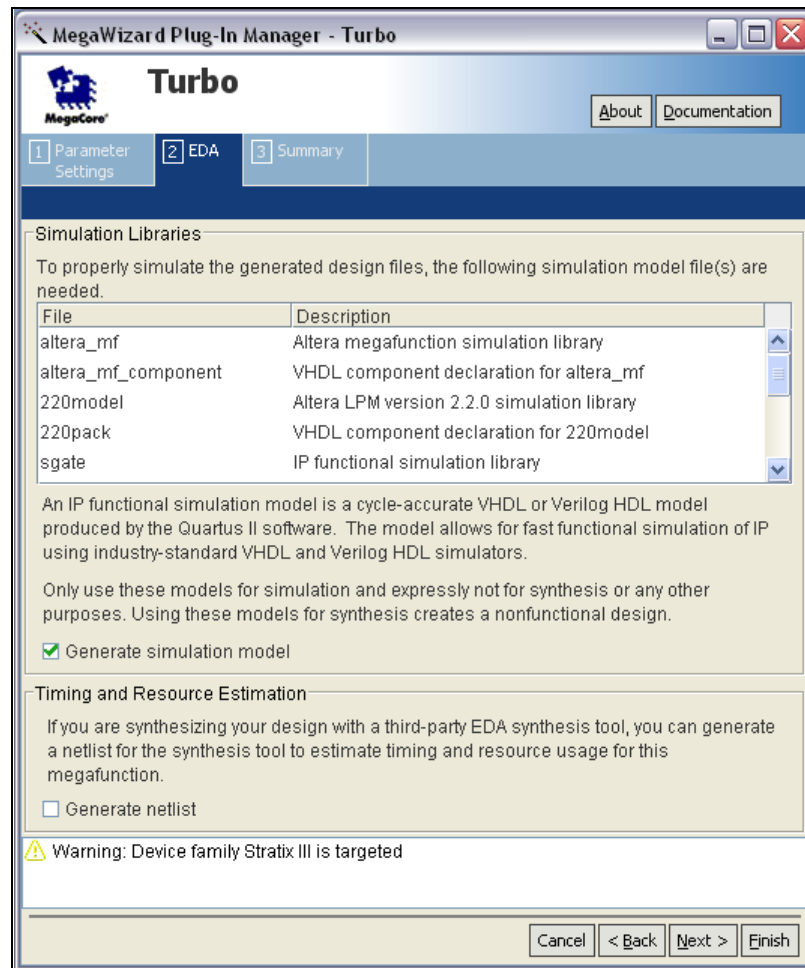 MegaWizard Plug-In Manager - Turbo
MegaCore®
Turbo
About
Documentation
1 Parameter
Settings
2 EDA
3 Summary
Simulation Libraries
To properly simulate the generated design files, the following simulation model file(s) are
needed.
File Description
altera_mf Altera megafunction simulation library
altera_mf_component VHDL component declaration for altera_mf
220model Altera LPM version 2.2.0 simulation library
220pack VHDL component declaration for 220model
sgate IP functional simulation library
An IP functional simulation model is a cycle-accurate VHDL or Verilog HDL model
produced by the Quartus II software. The model allows for fast functional simulation of IP
using industry-standard VHDL and Verilog HDL simulators.
Only use these models for simulation and expressly not for synthesis or any other
purposes. Using these models for synthesis creates a nonfunctional design.
Generate simulation model
Timing and Resource Estimation
If you are synthesizing your design with a third-party EDA synthesis tool, you can generate
a netlist for the synthesis tool to estimate timing and resource usage for this
megafunction.
Generate netlist
Warning: Device family Stratix III is targeted
Cancel
< Back
Next >
Finish